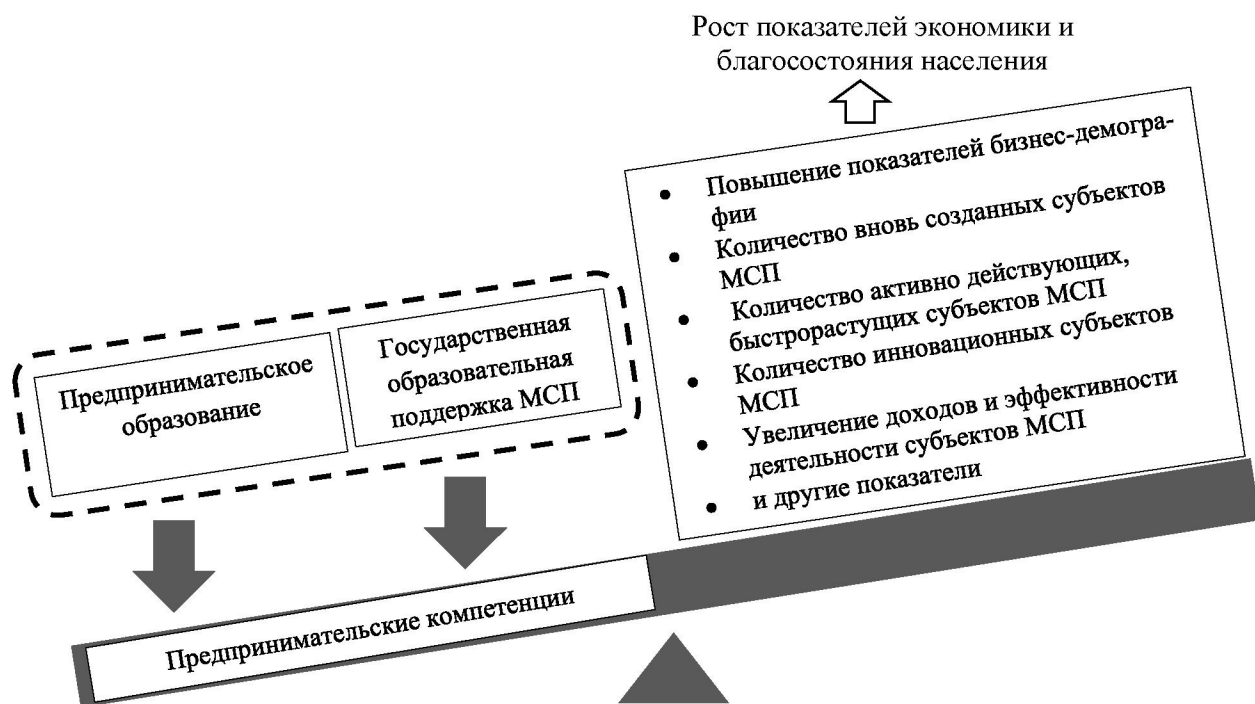 Рост показателей экономики и
благосостояния населения
• Повышение показателей бизнес-демогра-
фии
• Количество вновь созданных субъектов
МСП
• Количество активно действующих,
быстрорастущих субъектов МСП
• Количество инновационных субъектов
МСП
• Увеличение доходов и эффективности
деятельности субъектов МСП
• и другие показатели
Предпринимательское
образование
Государственная
образовательная
поддержка МСП
Предпринимательские компетенции